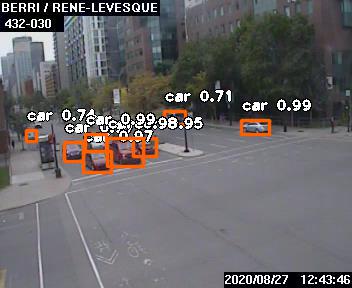 BERRI / RENE-LEVESQUE
432-030
car 0.71
car 0.74
car 0.99
car 0.99
0.97
2020/08/27 12:43:46